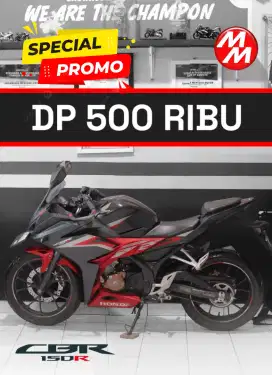 WE ARE THE CHAMPON
SPECIAL
PROMO
MM
DP 500 RIBU
HONDA
CBR
150R